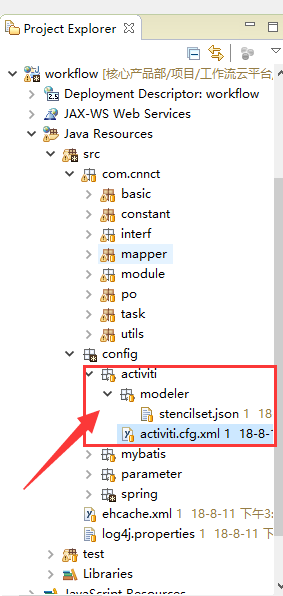 Project Explorer
workflow [核心产部/项目/工作流云平台/
Deployment Descriptor: workflow
JAX-WS Web Services
Java Resources
src
com.cnnct
basic
constant
interf
mapper
module
po
task
utils
config
activiti
modeler
stencilset.json 1 18
activiti.cfg.xml 1 18-8-1
mybatis
parameter
spring
ehcache.xml 1 18-8-11 下午3:
log4j.properties 1 18-8-11
test
Libraries
JavaScript Resources